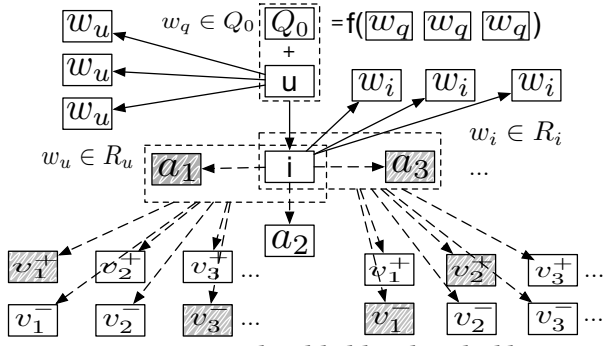 w_u w_q ∈ Q_0 Q_0 =f( w_q w_q w_q )
+
w_u u w_i w_i w_i
w_u
w_u ∈ R_u a_1 i a_3 w_i ∈ R_i
...
a_2
v_1^+ v_2^+ v_3^+ ... v_1^+ v_2^+ v_3^+ ...
v_1^- v_2^- v_3^- ... v_1^- v_2^- v_3^- ...